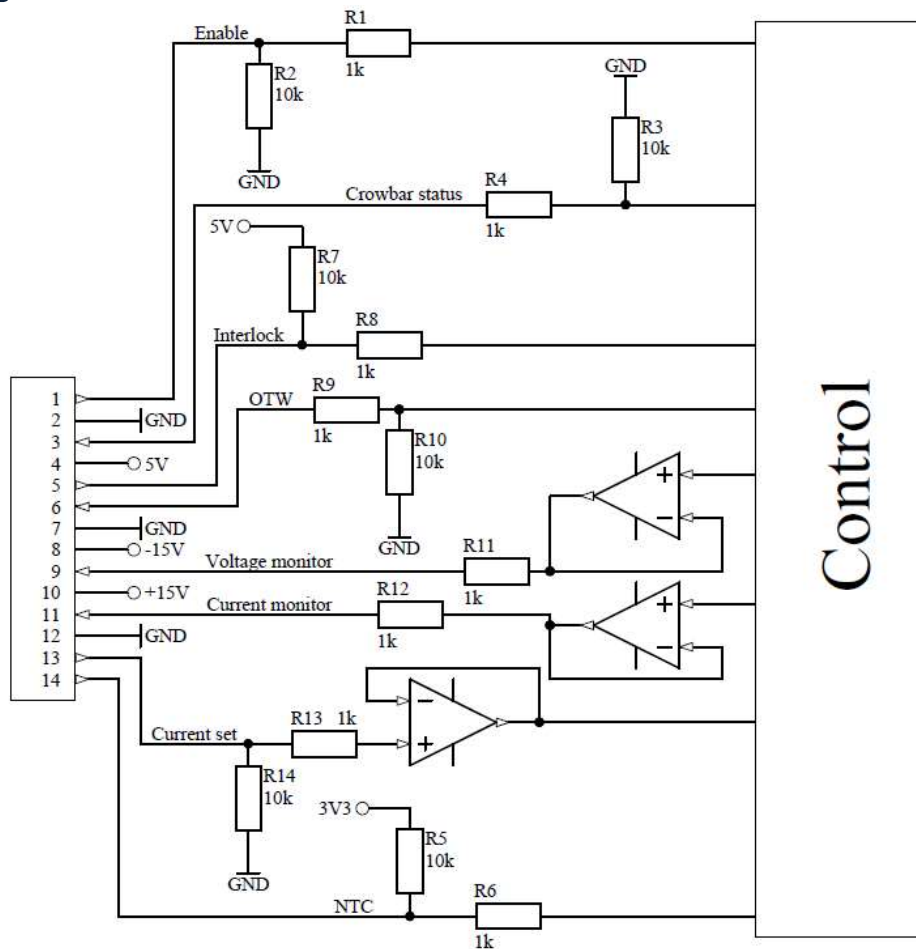 Enable
R1
1k
R2
10k
GND
GND
R3
10k
Crowbar status
R4
1k
5V
R7
10k
Interlock
R8
1k
OTW
R9
1k
R10
10k
GND
1
2
GND
3
4
5V
5
6
7
GND
8
-15V
9
10
+15V
11
12
GND
13
14
Voltage monitor
R11
1k
+
−
Current monitor
R12
1k
+
−
Current set
R13
1k
−
+
R14
10k
GND
3V3
R5
10k
NTC
R6
1k
Control